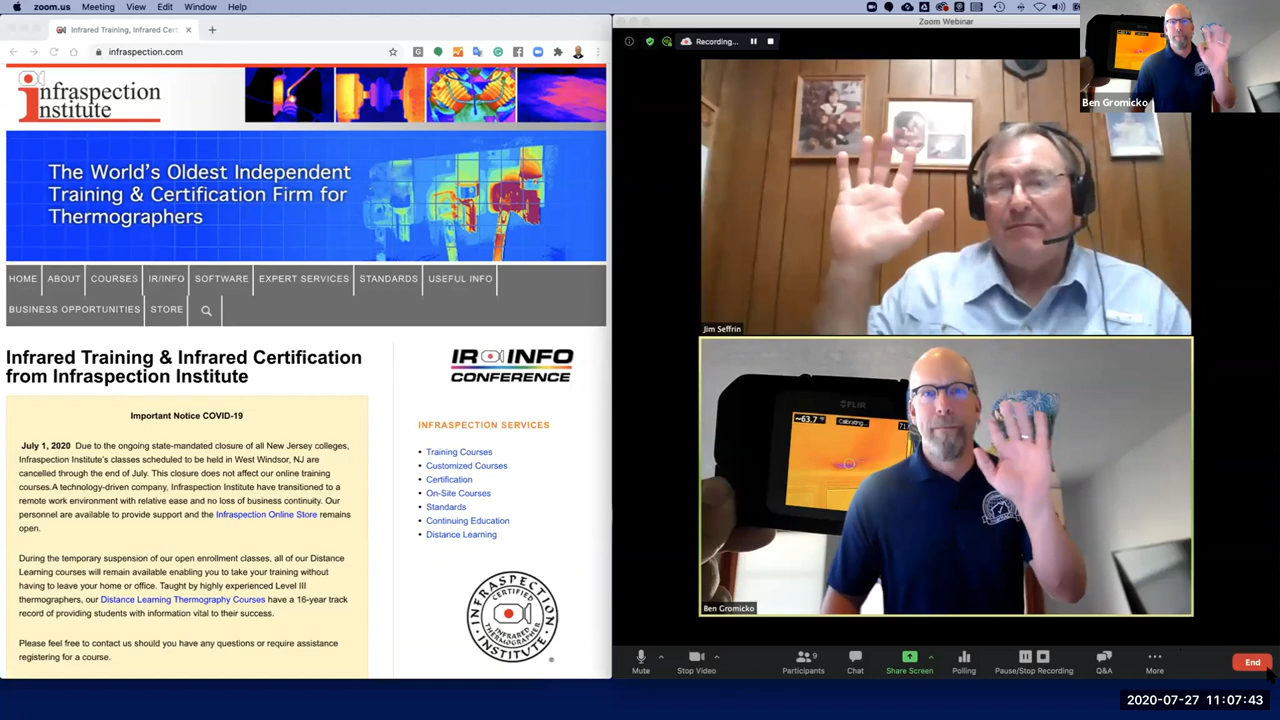 zoom.us Meeting View Edit Window Help
Infrared Training, Infrared Cert
infraspection.com
infraspection
Institute
The World's Oldest Independent
Training & Certification Firm for
Thermographers
HOME ABOUT COURSES IR/INFO SOFTWARE EXPERT SERVICES STANDARDS USEFUL INFO
BUSINESS OPPORTUNITIES STORE
Infrared Training & Infrared Certification
from Infraspection Institute
Important Notice COVID-19
July 1, 2020 Due to the ongoing state-mandated closure of all New Jersey colleges,
Infraspection Institute's classes scheduled to be held in West Windsor, NJ are
cancelled through the end of July. This closure does not affect our online training
courses.A technology-driven company, Infraspection Institute have transitioned to a
remote work environment with relative ease and no loss of business continuity. Our
personnel are available to provide support and the Infraspection Online Store remains
open.
During the temporary suspension of our open enrollment classes, all of our Distance
Learning courses will remain available enabling you to take your training without
having to leave your home or office. Taught by highly experienced Level III
thermographers, our Distance Learning Thermography Courses have a 16-year track
record of providing students with information vital to their success.
Please feel free to contact us should you have any questions or require assistance
registering for a course.
IR INFO
CONFERENCE
INFRASPECTION SERVICES
• Training Courses
• Customized Courses
• Certification
• On-Site Courses
• Standards
• Continuing Education
• Distance Learning
INFRASPECTION
INSTITUTE
CERTIFIED
INFRARED
THERMOGRAPHER
®
Zoom Webinar
Recording...
Ben Gromicko
Jim Seffrin
FLIR
~63.7
Calibrating...
Ben Gromicko
Mute Stop Video Participants 9 Chat Share Screen Polling Pause/Stop Recording Q&A More End
2020-07-27 11:07:43